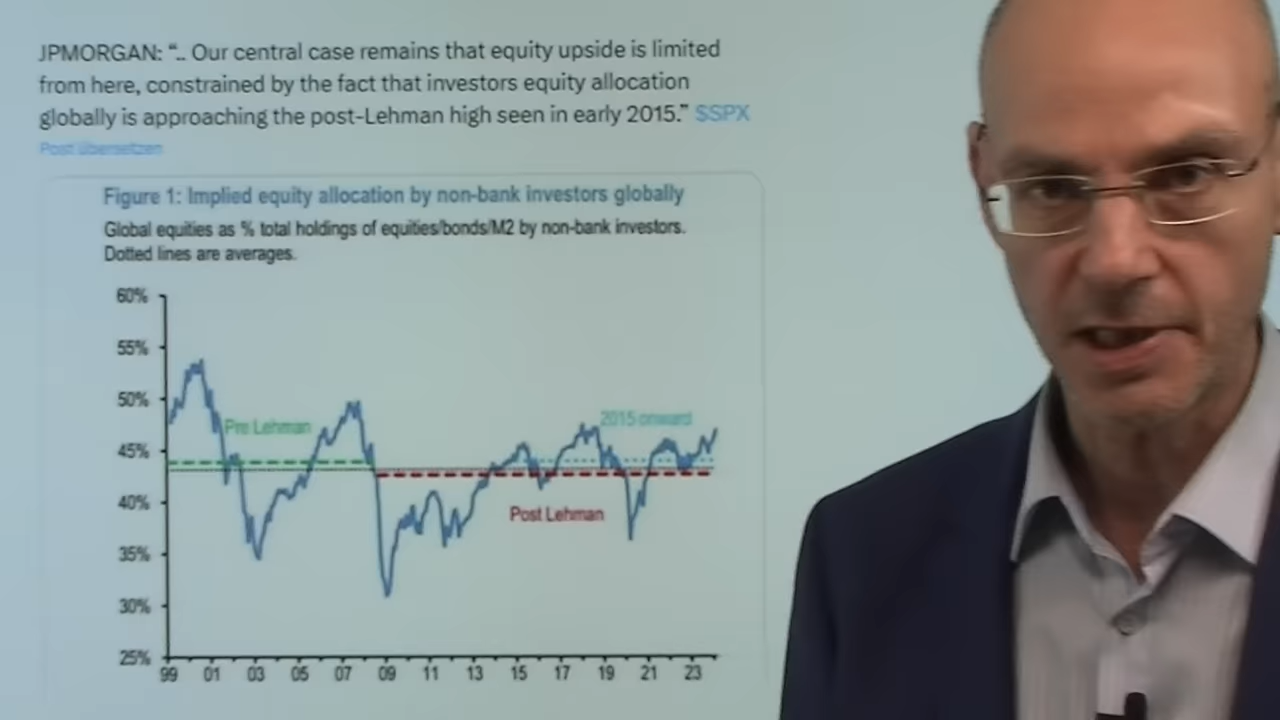 JPMORGAN: “.. Our central case remains that equity upside is limited
from here, constrained by the fact that investors equity allocation
globally is approaching the post-Lehman high seen in early 2015.” $SPX
Post übersetzen
Figure 1: Implied equity allocation by non-bank investors globally
Global equities as % total holdings of equities/bonds/M2 by non-bank investors.
Dotted lines are averages.
60%
55%
50%
45%
40%
35%
30%
25%
Pre Lehman
2015 onward
Post Lehman
99 01 03 05 07 09 11 13 15 17 19 21 23